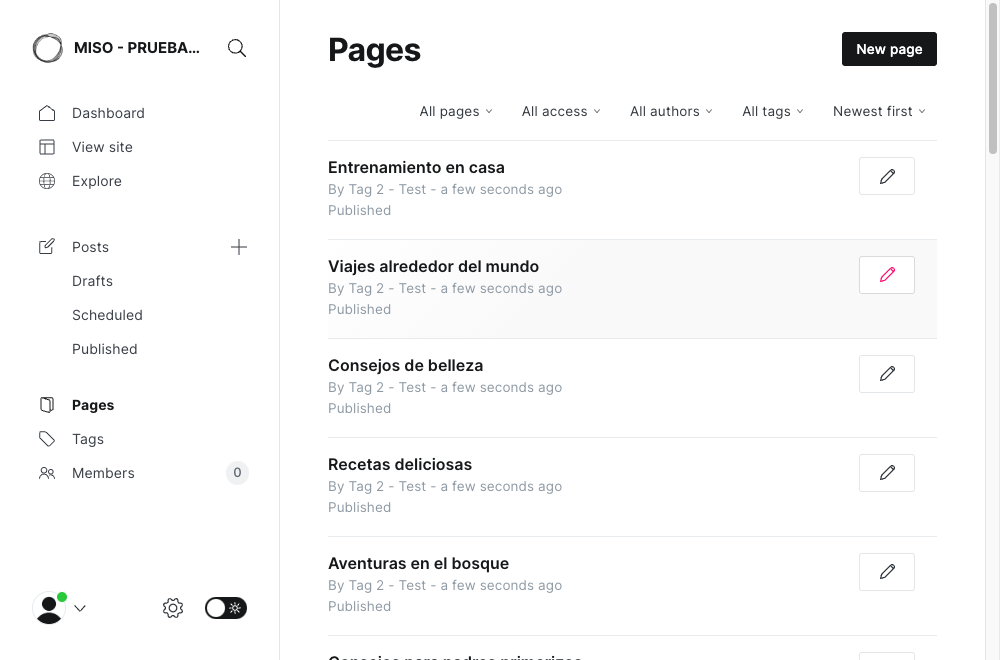 MISO - PRUEBA...
Dashboard
View site
Explore
Posts
Drafts
Scheduled
Published
Pages
Tags
Members
0
Pages
New page
All pages
All access
All authors
All tags
Newest first
Entrenamiento en casa
By Tag 2 - Test - a few seconds ago
Published
Viajes alrededor del mundo
By Tag 2 - Test - a few seconds ago
Published
Consejos de belleza
By Tag 2 - Test - a few seconds ago
Published
Recetas deliciosas
By Tag 2 - Test - a few seconds ago
Published
Aventuras en el bosque
By Tag 2 - Test - a few seconds ago
Published
Consejos para padres primerizos